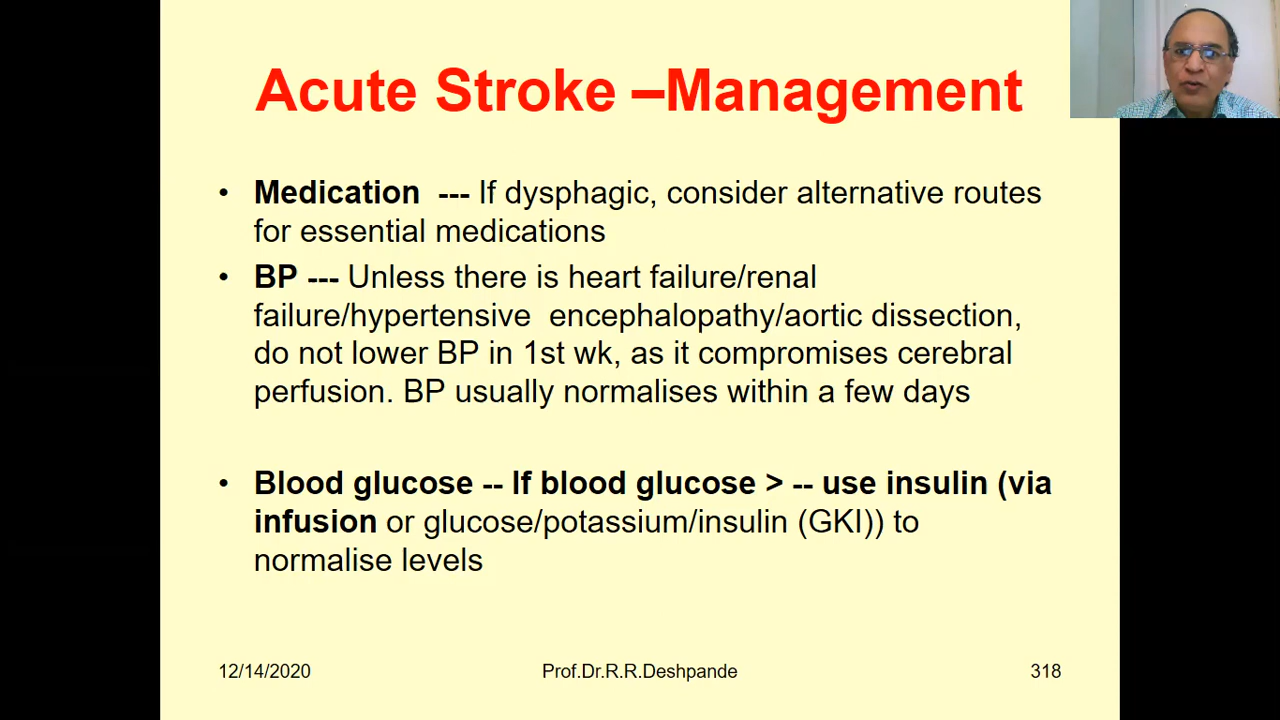 Acute Stroke –Management
• Medication --- If dysphagic, consider alternative routes
for essential medications
• BP --- Unless there is heart failure/renal
failure/hypertensive encephalopathy/aortic dissection,
do not lower BP in 1st wk, as it compromises cerebral
perfusion. BP usually normalises within a few days
• Blood glucose -- If blood glucose > -- use insulin (via
infusion or glucose/potassium/insulin (GKI)) to
normalise levels
12/14/2020 Prof.Dr.R.R.Deshpande 318